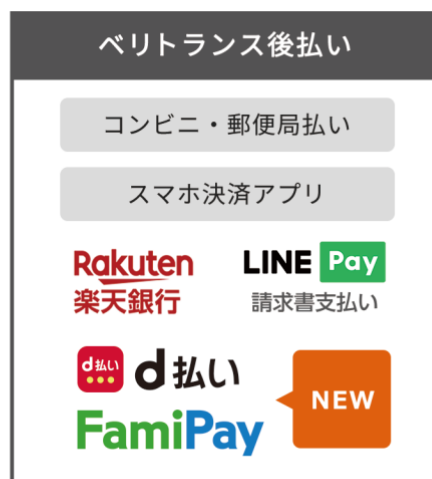 ベリトランス後払い
コンビニ・郵便局払い
スマホ決済アプリ
Rakuten
楽天銀行
LINE Pay
請求書支払い
d払い
d払い
FamiPay
NEW